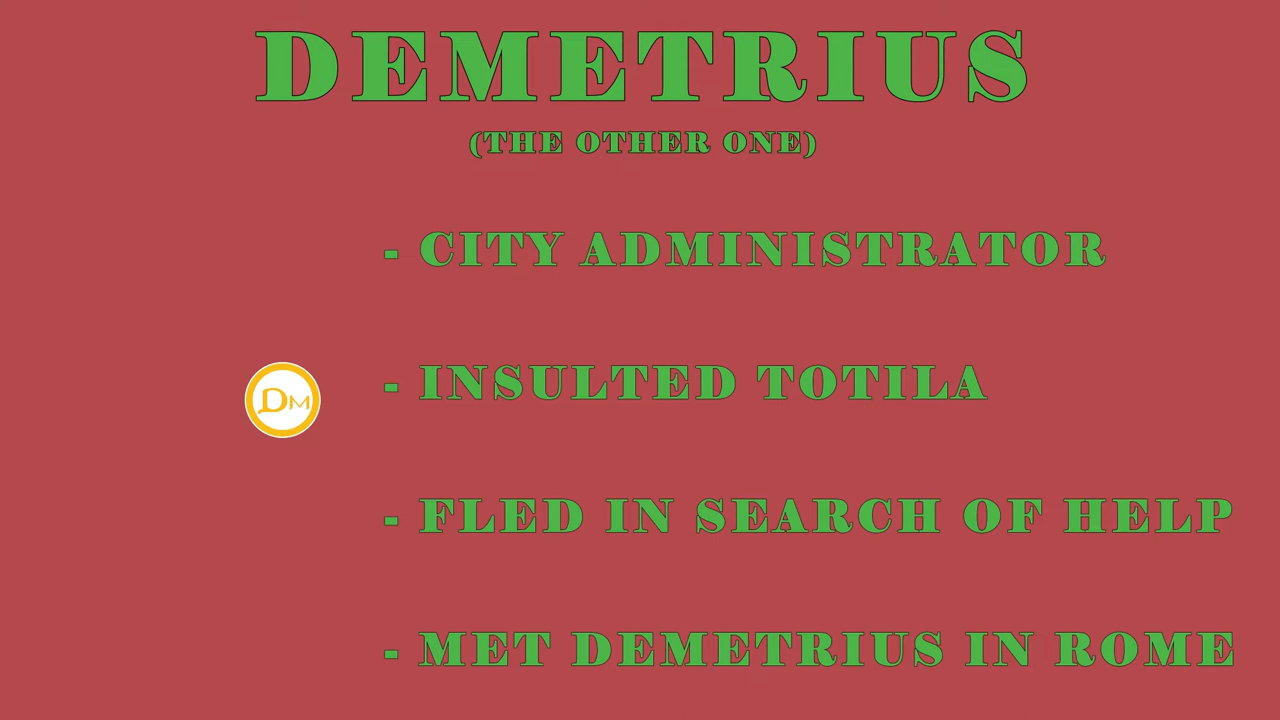 DEMETRIUS
(THE OTHER ONE)
- CITY ADMINISTRATOR
- INSULTED TOTILA
DM
- FLED IN SEARCH OF HELP
- MET DEMETRIUS IN ROME